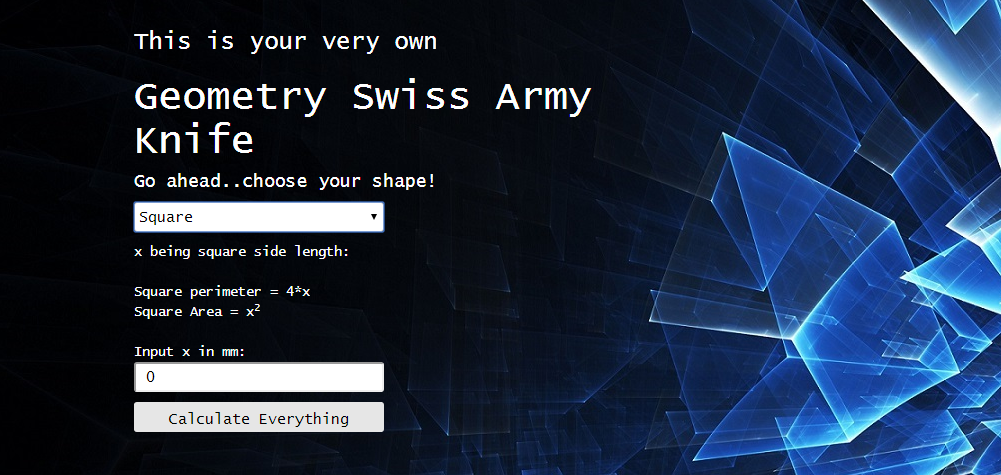 This is your very own
Geometry Swiss Army
Knife
Go ahead..choose your shape!
Square
x being square side length:
Square perimeter = 4*x
Square Area = x²
Input x in mm:
0
Calculate Everything